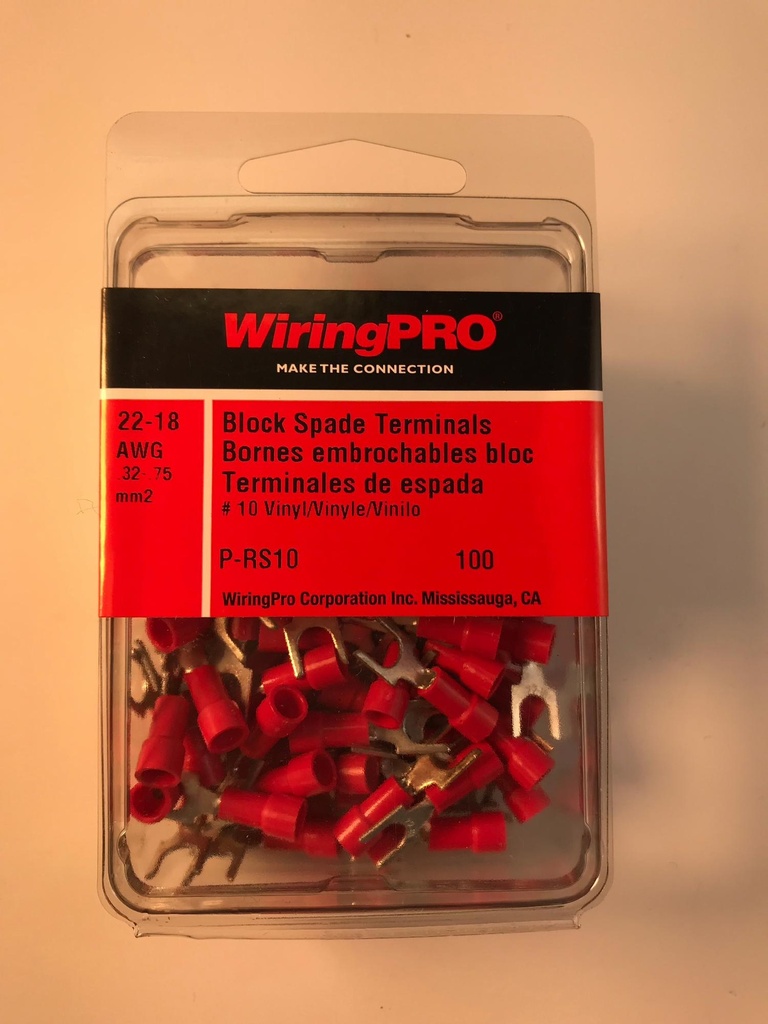 WiringPRO®
MAKE THE CONNECTION
22-18
AWG
.32-.75
mm2
Block Spade Terminals
Bornes embrochables bloc
Terminales de espada
# 10 Vinyl/Vinyle/Vinilo
P-RS10 100
WiringPro Corporation Inc. Mississauga, CA